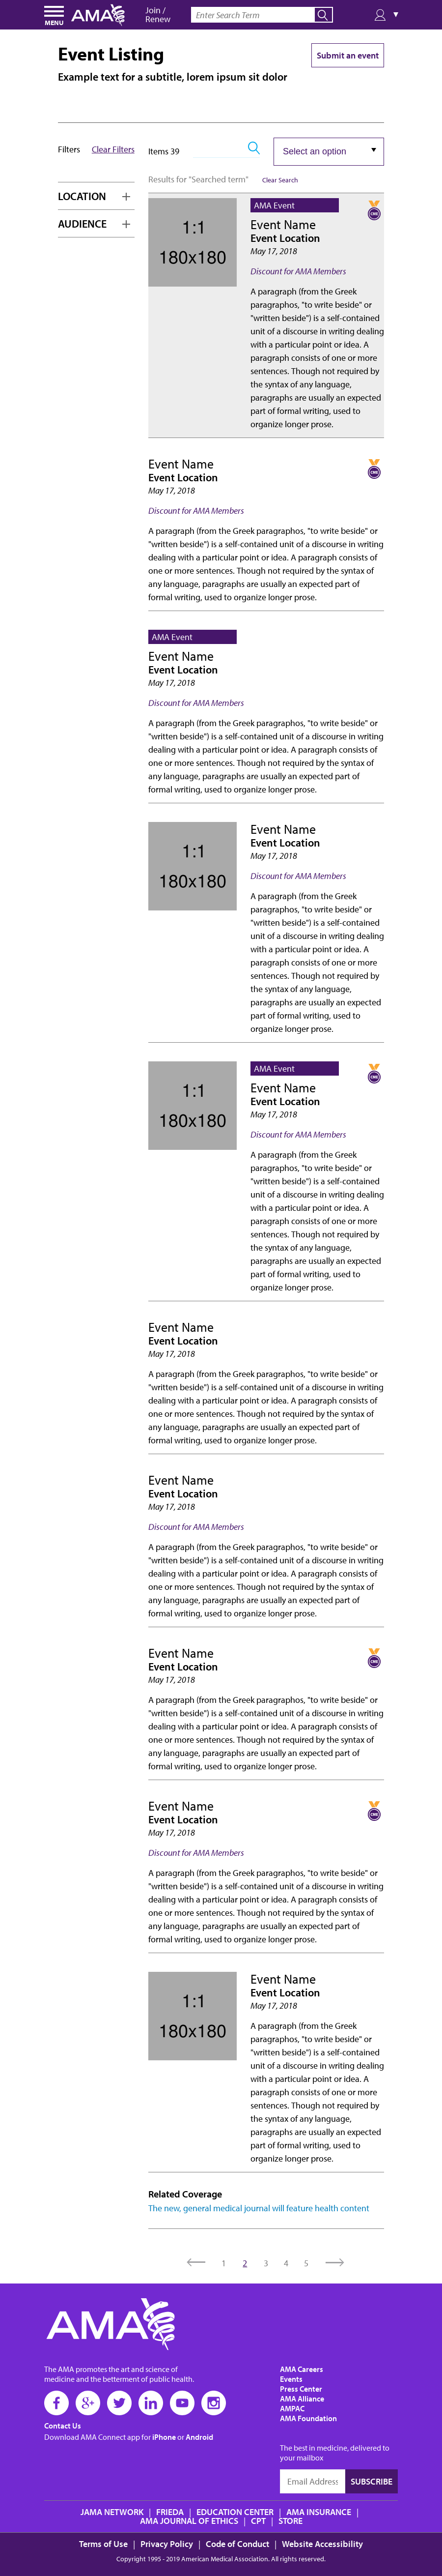 MENU
AMA
Join /
Renew
Enter Search Term
▼
Event Listing
Submit an event
Example text for a subtitle, lorem ipsum sit dolor
Filters
Clear Filters
Items 39
Select an option
Results for "Searched term"
Clear Search
LOCATION
AUDIENCE
1:1
180x180
AMA Event
CME
Event Name
Event Location
May 17, 2018
Discount for AMA Members
A paragraph (from the Greek
paragraphos, "to write beside" or
"written beside") is a self-contained
unit of a discourse in writing dealing
with a particular point or idea. A
paragraph consists of one or more
sentences. Though not required by
the syntax of any language,
paragraphs are usually an expected
part of formal writing, used to
organize longer prose.
Event Name
CME
Event Location
May 17, 2018
Discount for AMA Members
A paragraph (from the Greek paragraphos, "to write beside" or
"written beside") is a self-contained unit of a discourse in writing
dealing with a particular point or idea. A paragraph consists of
one or more sentences. Though not required by the syntax of
any language, paragraphs are usually an expected part of
formal writing, used to organize longer prose.
AMA Event
Event Name
Event Location
May 17, 2018
Discount for AMA Members
A paragraph (from the Greek paragraphos, "to write beside" or
"written beside") is a self-contained unit of a discourse in writing
dealing with a particular point or idea. A paragraph consists of
one or more sentences. Though not required by the syntax of
any language, paragraphs are usually an expected part of
formal writing, used to organize longer prose.
1:1
180x180
Event Name
Event Location
May 17, 2018
Discount for AMA Members
A paragraph (from the Greek
paragraphos, "to write beside" or
"written beside") is a self-contained
unit of a discourse in writing dealing
with a particular point or idea. A
paragraph consists of one or more
sentences. Though not required by
the syntax of any language,
paragraphs are usually an expected
part of formal writing, used to
organize longer prose.
1:1
180x180
AMA Event
CME
Event Name
Event Location
May 17, 2018
Discount for AMA Members
A paragraph (from the Greek
paragraphos, "to write beside" or
"written beside") is a self-contained
unit of a discourse in writing dealing
with a particular point or idea. A
paragraph consists of one or more
sentences. Though not required by
the syntax of any language,
paragraphs are usually an expected
part of formal writing, used to
organize longer prose.
Event Name
Event Location
May 17, 2018
A paragraph (from the Greek paragraphos, "to write beside" or
"written beside") is a self-contained unit of a discourse in writing
dealing with a particular point or idea. A paragraph consists of
one or more sentences. Though not required by the syntax of
any language, paragraphs are usually an expected part of
formal writing, used to organize longer prose.
Event Name
Event Location
May 17, 2018
Discount for AMA Members
A paragraph (from the Greek paragraphos, "to write beside" or
"written beside") is a self-contained unit of a discourse in writing
dealing with a particular point or idea. A paragraph consists of
one or more sentences. Though not required by the syntax of
any language, paragraphs are usually an expected part of
formal writing, used to organize longer prose.
Event Name
CME
Event Location
May 17, 2018
A paragraph (from the Greek paragraphos, "to write beside" or
"written beside") is a self-contained unit of a discourse in writing
dealing with a particular point or idea. A paragraph consists of
one or more sentences. Though not required by the syntax of
any language, paragraphs are usually an expected part of
formal writing, used to organize longer prose.
Event Name
CME
Event Location
May 17, 2018
Discount for AMA Members
A paragraph (from the Greek paragraphos, "to write beside" or
"written beside") is a self-contained unit of a discourse in writing
dealing with a particular point or idea. A paragraph consists of
one or more sentences. Though not required by the syntax of
any language, paragraphs are usually an expected part of
formal writing, used to organize longer prose.
1:1
180x180
Event Name
Event Location
May 17, 2018
A paragraph (from the Greek
paragraphos, "to write beside" or
"written beside") is a self-contained
unit of a discourse in writing dealing
with a particular point or idea. A
paragraph consists of one or more
sentences. Though not required by
the syntax of any language,
paragraphs are usually an expected
part of formal writing, used to
organize longer prose.
Related Coverage
The new, general medical journal will feature health content
1 2 3 4 5
AMA
The AMA promotes the art and science of
medicine and the betterment of public health.
Contact Us
Download AMA Connect app for iPhone or Android
AMA Careers
Events
Press Center
AMA Alliance
AMPAC
AMA Foundation
The best in medicine, delivered to
your mailbox
Email Address
SUBSCRIBE
JAMA NETWORK | FRIEDA | EDUCATION CENTER | AMA INSURANCE |
AMA JOURNAL OF ETHICS | CPT | STORE
Terms of Use | Privacy Policy | Code of Conduct | Website Accessibility
Copyright 1995 - 2019 American Medical Association. All rights reserved.